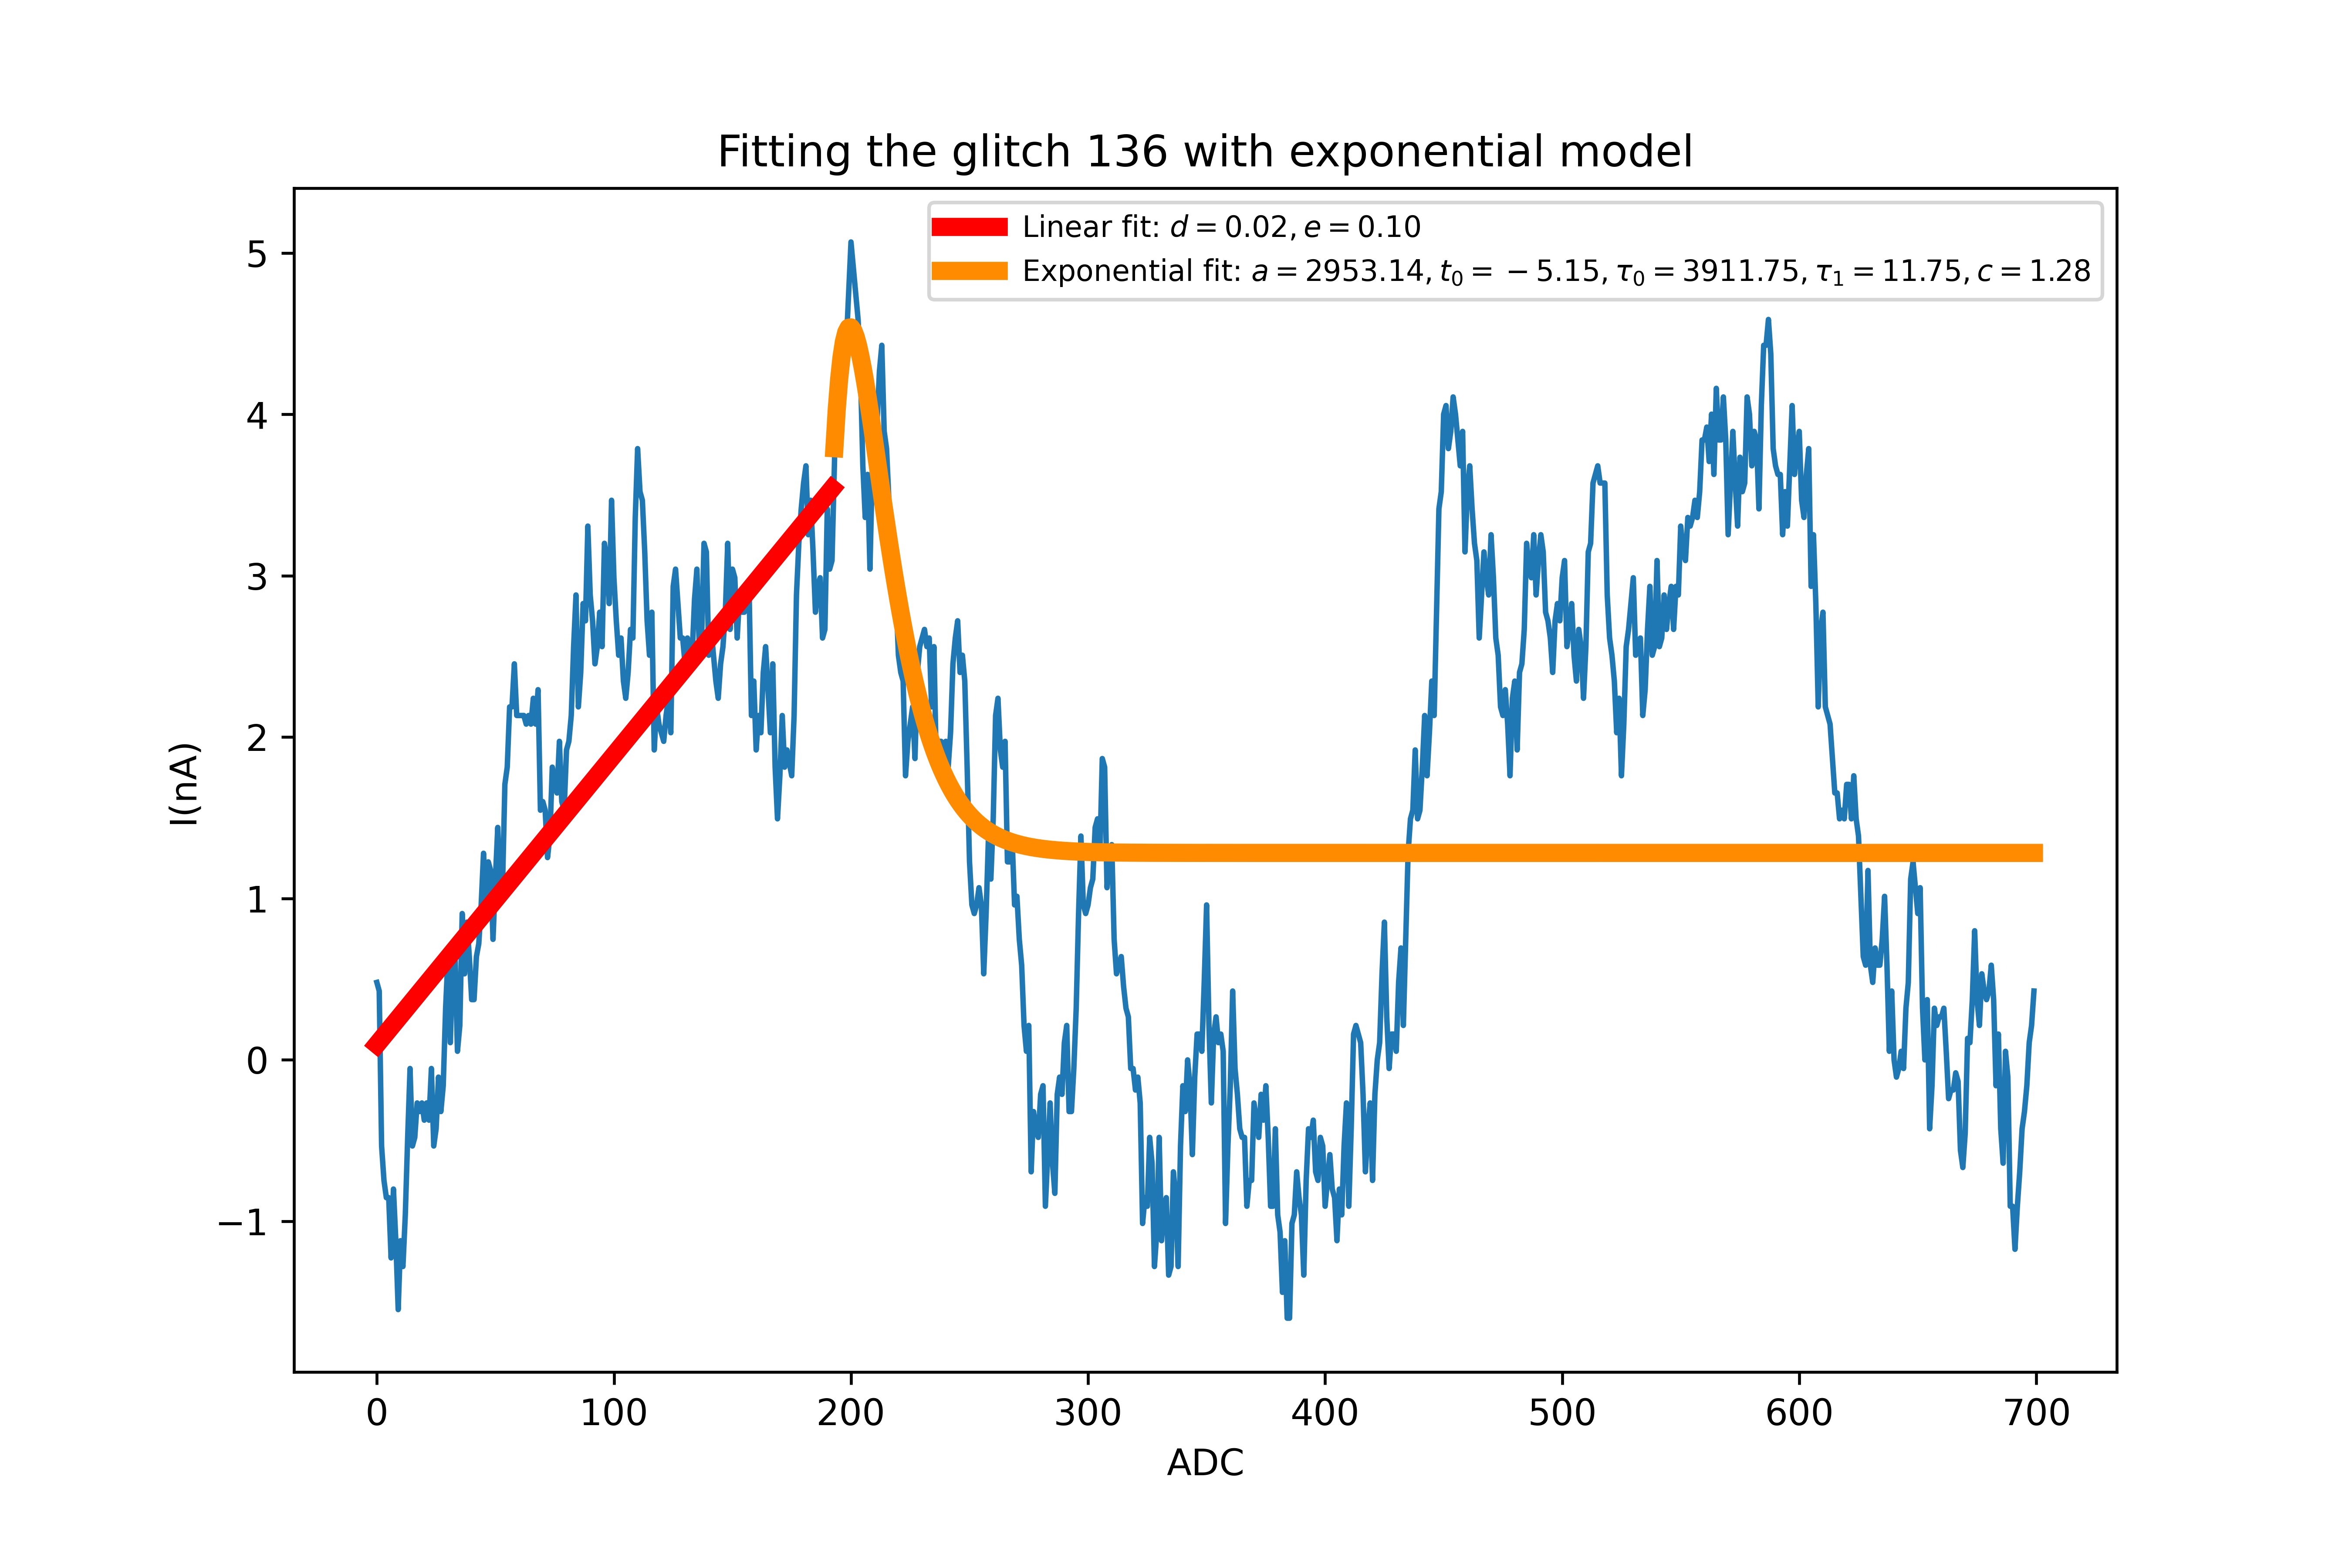 Fitting the glitch 136 with exponential model
Linear fit: d = 0.02, e = 0.10
Exponential fit: a = 2953.14, t₀ = −5.15, τ₀ = 3911.75, τ₁ = 11.75, c = 1.28
5
4
3
2
1
0
−1
I(nA)
0 100 200 300 400 500 600 700
ADC